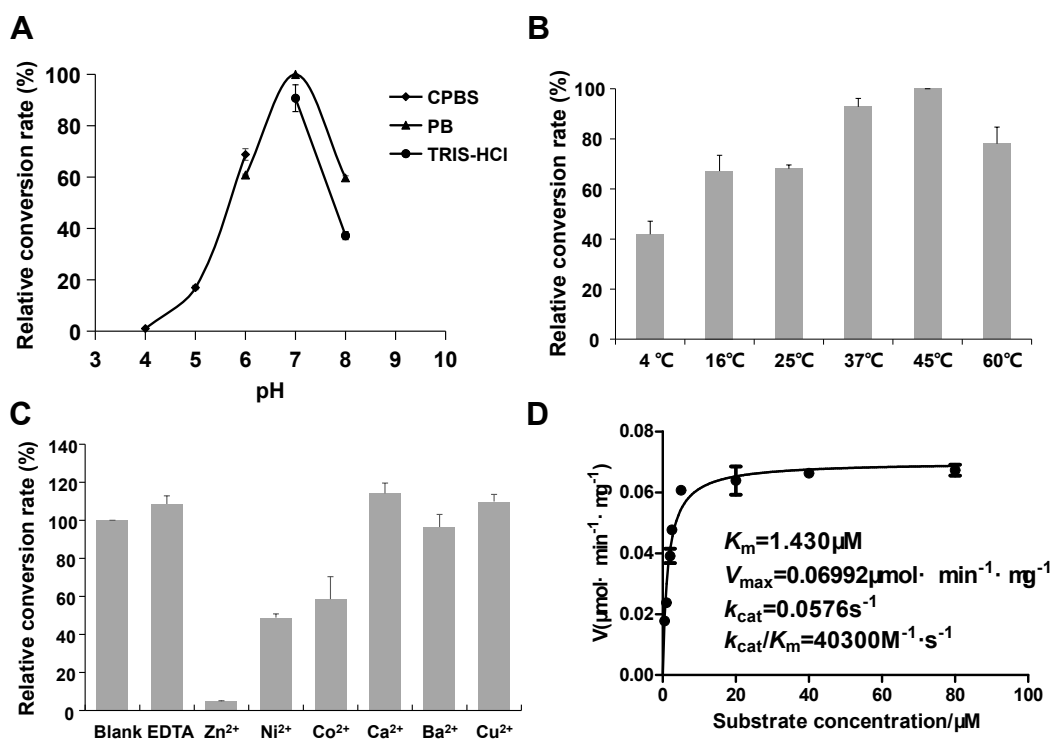 A
Relative conversion rate (%)
100
80
60
40
20
0
3 4 5 6 7 8 9 10
pH
CPBS
PB
TRIS-HCl
B
Relative conversion rate (%)
100
80
60
40
20
0
4 ℃ 16℃ 25℃ 37℃ 45℃ 60℃
C
Relative conversion rate (%)
140
120
100
80
60
40
20
0
Blank EDTA Zn²⁺ Ni²⁺ Co²⁺ Ca²⁺ Ba²⁺ Cu²⁺
D
V(μmol· min⁻¹· mg⁻¹)
0.08
0.06
0.04
0.02
0.00
0 20 40 60 80 100
Substrate concentration/μM
Km=1.430μM
Vmax=0.06992μmol· min⁻¹· mg⁻¹
kcat=0.0576s⁻¹
kcat/Km=40300M⁻¹·s⁻¹